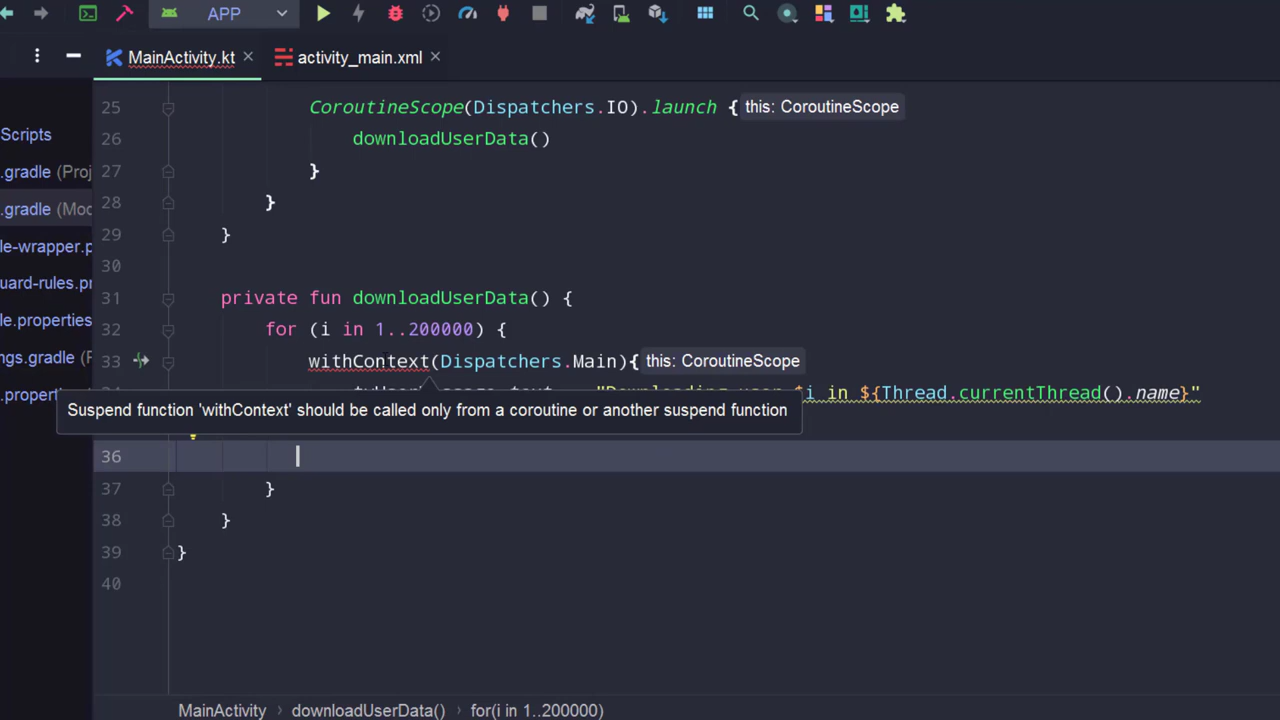 APP
MainActivity.kt
activity_main.xml
Scripts
.gradle (Proj
.gradle (Moc
le-wrapper.p
uard-rules.pr
le.properties
ngs.gradle (F
.propert
25 CoroutineScope(Dispatchers.IO).launch { this: CoroutineScope
26 downloadUserData()
27 }
28 }
29 }
30
31 private fun downloadUserData() {
32 for (i in 1..200000) {
33 withContext(Dispatchers.Main){ this: CoroutineScope
$i in ${Thread.currentThread().name}"
Suspend function 'withContext' should be called only from a coroutine or another suspend function
36
37 }
38 }
39 }
40
MainActivity › downloadUserData() › for(i in 1..200000)